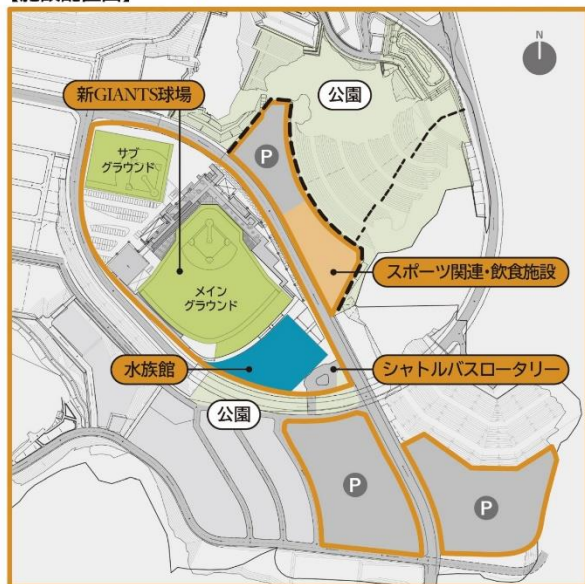 N
公園
新GIANTS球場
P
サブ
グラウンド
スポーツ関連・飲食施設
メイン
グラウンド
水族館
シャトルバスロータリー
公園
P
P